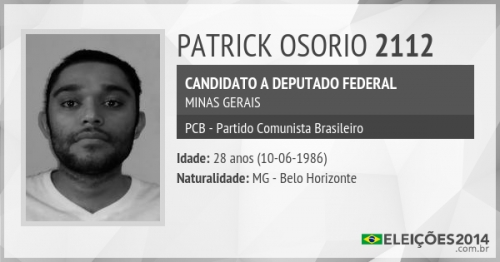 PATRICK OSORIO 2112
CANDIDATO A DEPUTADO FEDERAL
MINAS GERAIS
PCB - Partido Comunista Brasileiro
Idade: 28 anos (10-06-1986)
Naturalidade: MG - Belo Horizonte
ELEIÇÕES2014
.com.br